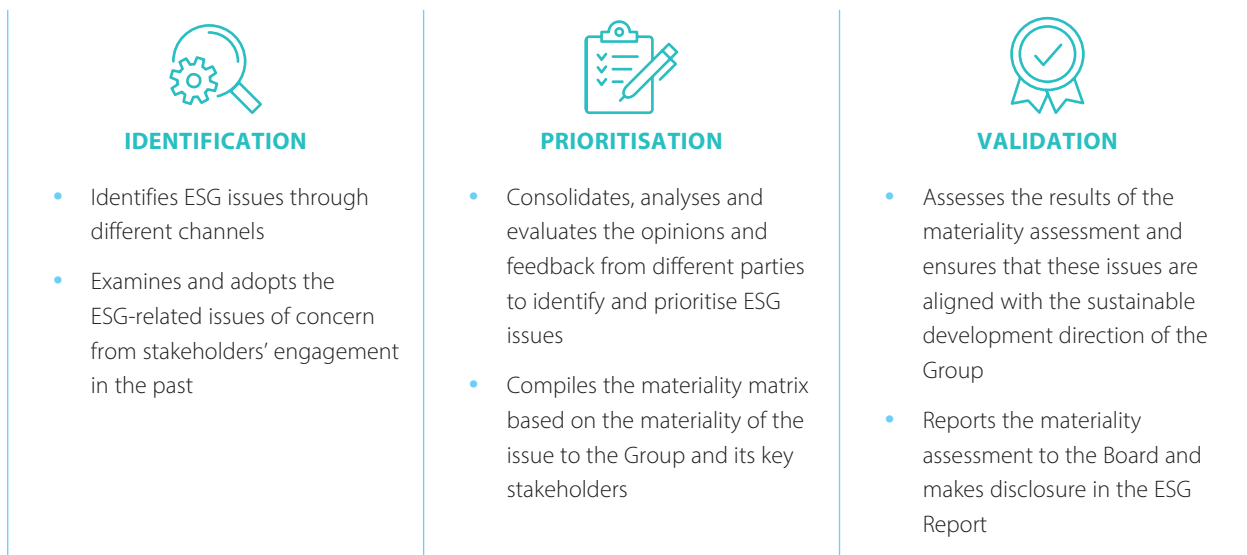 IDENTIFICATION
• Identifies ESG issues through
different channels
• Examines and adopts the
ESG-related issues of concern
from stakeholders’ engagement
in the past
PRIORITISATION
• Consolidates, analyses and
evaluates the opinions and
feedback from different parties
to identify and prioritise ESG
issues
• Compiles the materiality matrix
based on the materiality of the
issue to the Group and its key
stakeholders
VALIDATION
• Assesses the results of the
materiality assessment and
ensures that these issues are
aligned with the sustainable
development direction of the
Group
• Reports the materiality
assessment to the Board and
makes disclosure in the ESG
Report